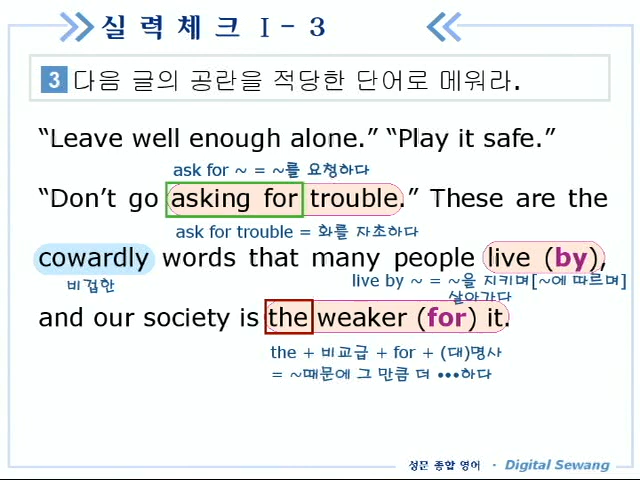 실 력 체 크 I - 3
3 다음 글의 공란을 적당한 단어로 메워라.
“Leave well enough alone.” “Play it safe.”
ask for ~ = ~를 요청하다
“Don’t go asking for trouble.” These are the
ask for trouble = 화를 자초하다
cowardly words that many people live (by),
비겁한
live by ~ = ~을 지키며[~에 따르며]
살아가다
and our society is the weaker (for) it.
the + 비교급 + for + (대)명사
= ~때문에 그 만큼 더 •••하다
성문 종합 영어 · Digital Sewang